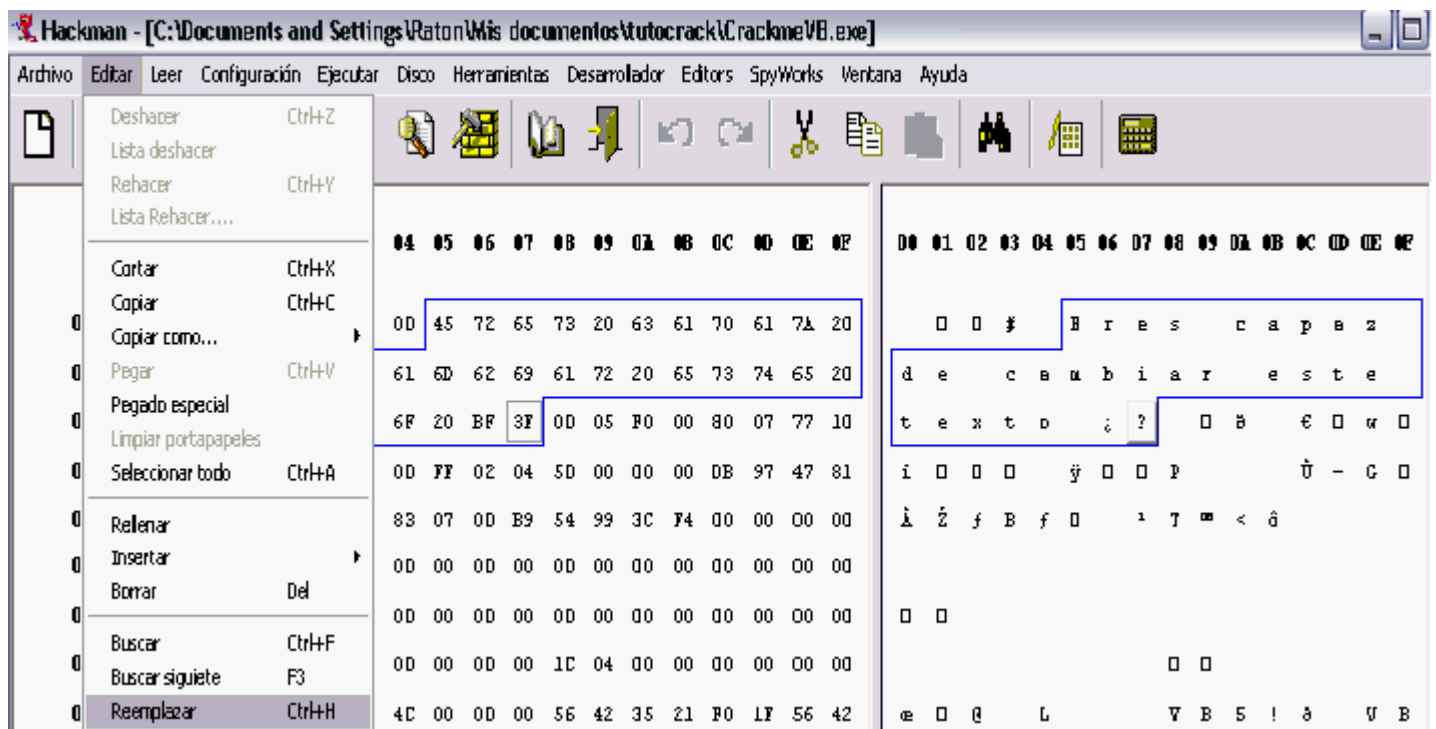 Hackman - [C:\Documents and Settings\Raton\Mis documentos\tutocrack\CrackmeVB.exe]
Archivo Editar Leer Configuración Ejecutar Disco Herramientas Desarrolador Editors SpyWorks Ventana Ayuda
Deshacer Ctrl+Z
Lista deshacer
Rehacer Ctrl+Y
Lista Rehacer....
Cortar Ctrl+X
Copiar Ctrl+C
Copiar como...
Pegar Ctrl+V
Pegado especial
Limpiar portapapeles
Seleccionar todo Ctrl+A
Rellenar
Insertar
Borrar Del
Buscar Ctrl+F
Buscar siguiete F3
Reemplazar Ctrl+H
04 05 06 07 08 09 0A 0B 0C 0D 0E 0F
00 45 72 65 73 20 63 61 70 61 7A 20
61 6D 62 69 61 72 20 65 73 74 65 20
6F 20 BF 3F 00 05 F0 00 80 07 77 10
00 FF 02 04 5D 00 00 00 DB 97 47 81
83 07 00 B9 54 99 3C F4 00 00 00 00
00 00 00 00 00 00 00 00 00 00 00 00
00 00 00 00 00 00 00 00 00 00 00 00
00 00 00 00 1C 04 00 00 00 00 00 00
4C 00 00 00 56 42 35 21 F0 1F 56 42
00 01 02 03 04 05 06 07 08 09 0A 0B 0C 0D 0E 0F
E r e s c a p a z
d e c a m b i a r e s t e
t e x t o ¿ ?
V B 5 ! ð V B